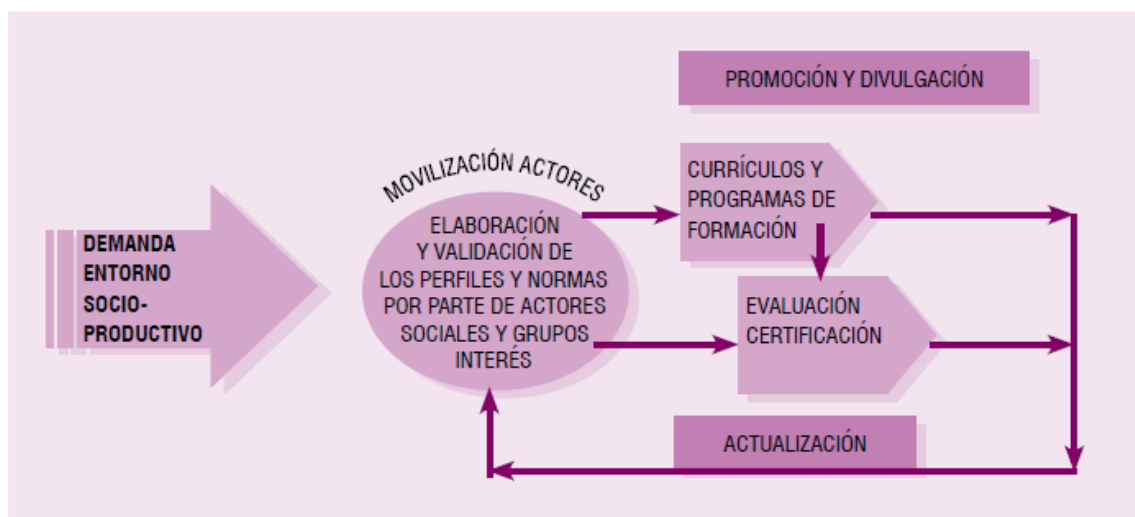 PROMOCIÓN Y DIVULGACIÓN
MOVILIZACIÓN ACTORES
DEMANDA
ENTORNO
SOCIO-
PRODUCTIVO
ELABORACIÓN
Y VALIDACIÓN DE
LOS PERFILES Y NORMAS
POR PARTE DE ACTORES
SOCIALES Y GRUPOS
INTERÉS
CURRÍCULOS Y
PROGRAMAS DE
FORMACIÓN
EVALUACIÓN
CERTIFICACIÓN
ACTUALIZACIÓN